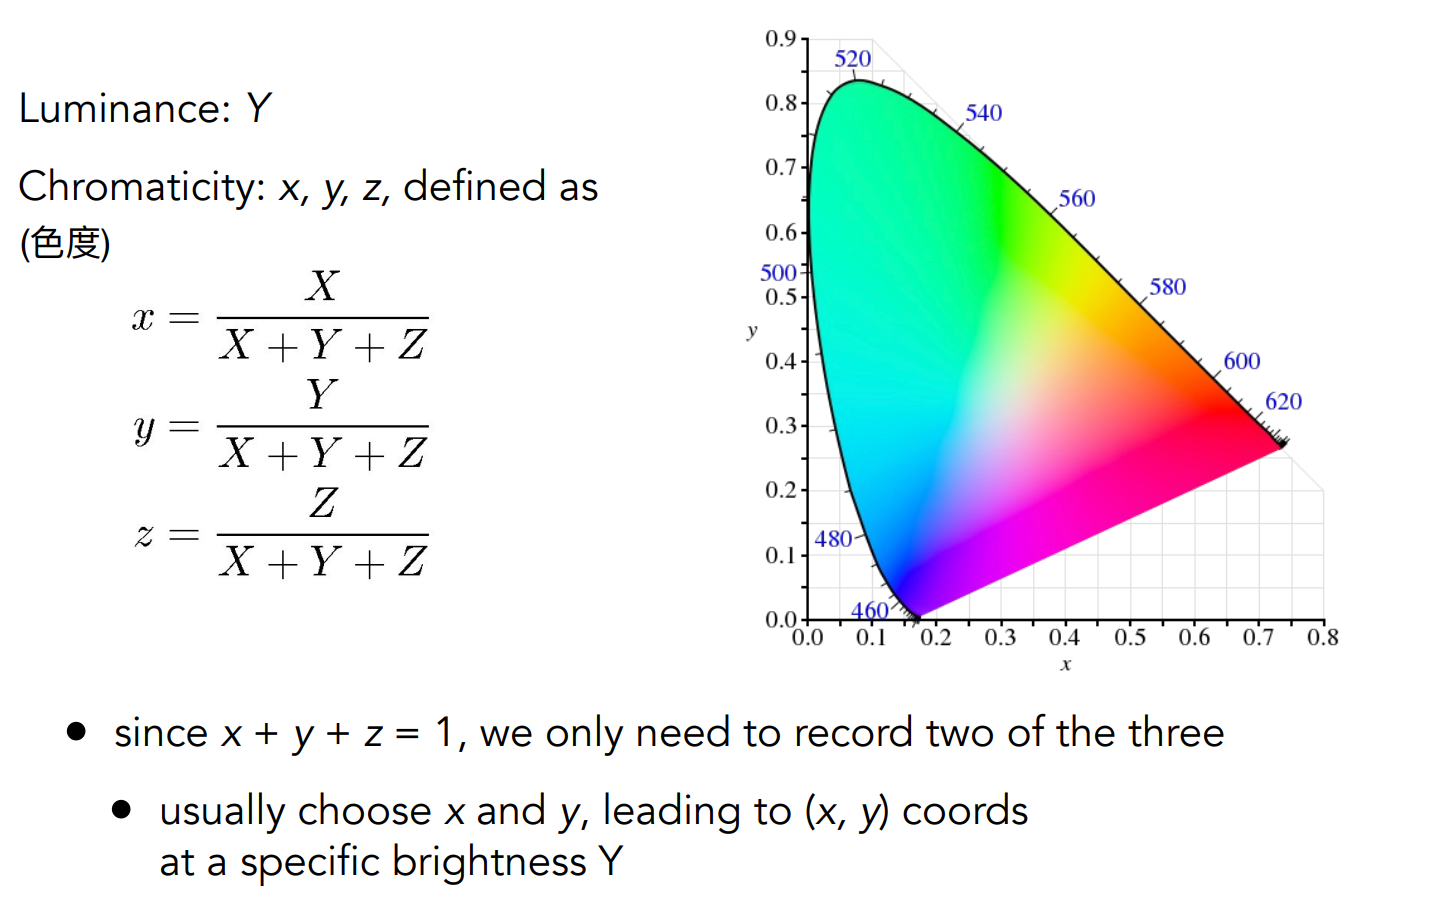 Luminance: Y
Chromaticity: x, y, z, defined as
(色度)
x = X / X + Y + Z
y = Y / X + Y + Z
z = Z / X + Y + Z
0.9
0.8
0.7
0.6
0.5
0.4
0.3
0.2
0.1
0.0
y
520
540
560
500
580
600
620
480
460
0.0 0.1 0.2 0.3 0.4 0.5 0.6 0.7 0.8
x
● since x + y + z = 1, we only need to record two of the three
● usually choose x and y, leading to (x, y) coords
at a specific brightness Y